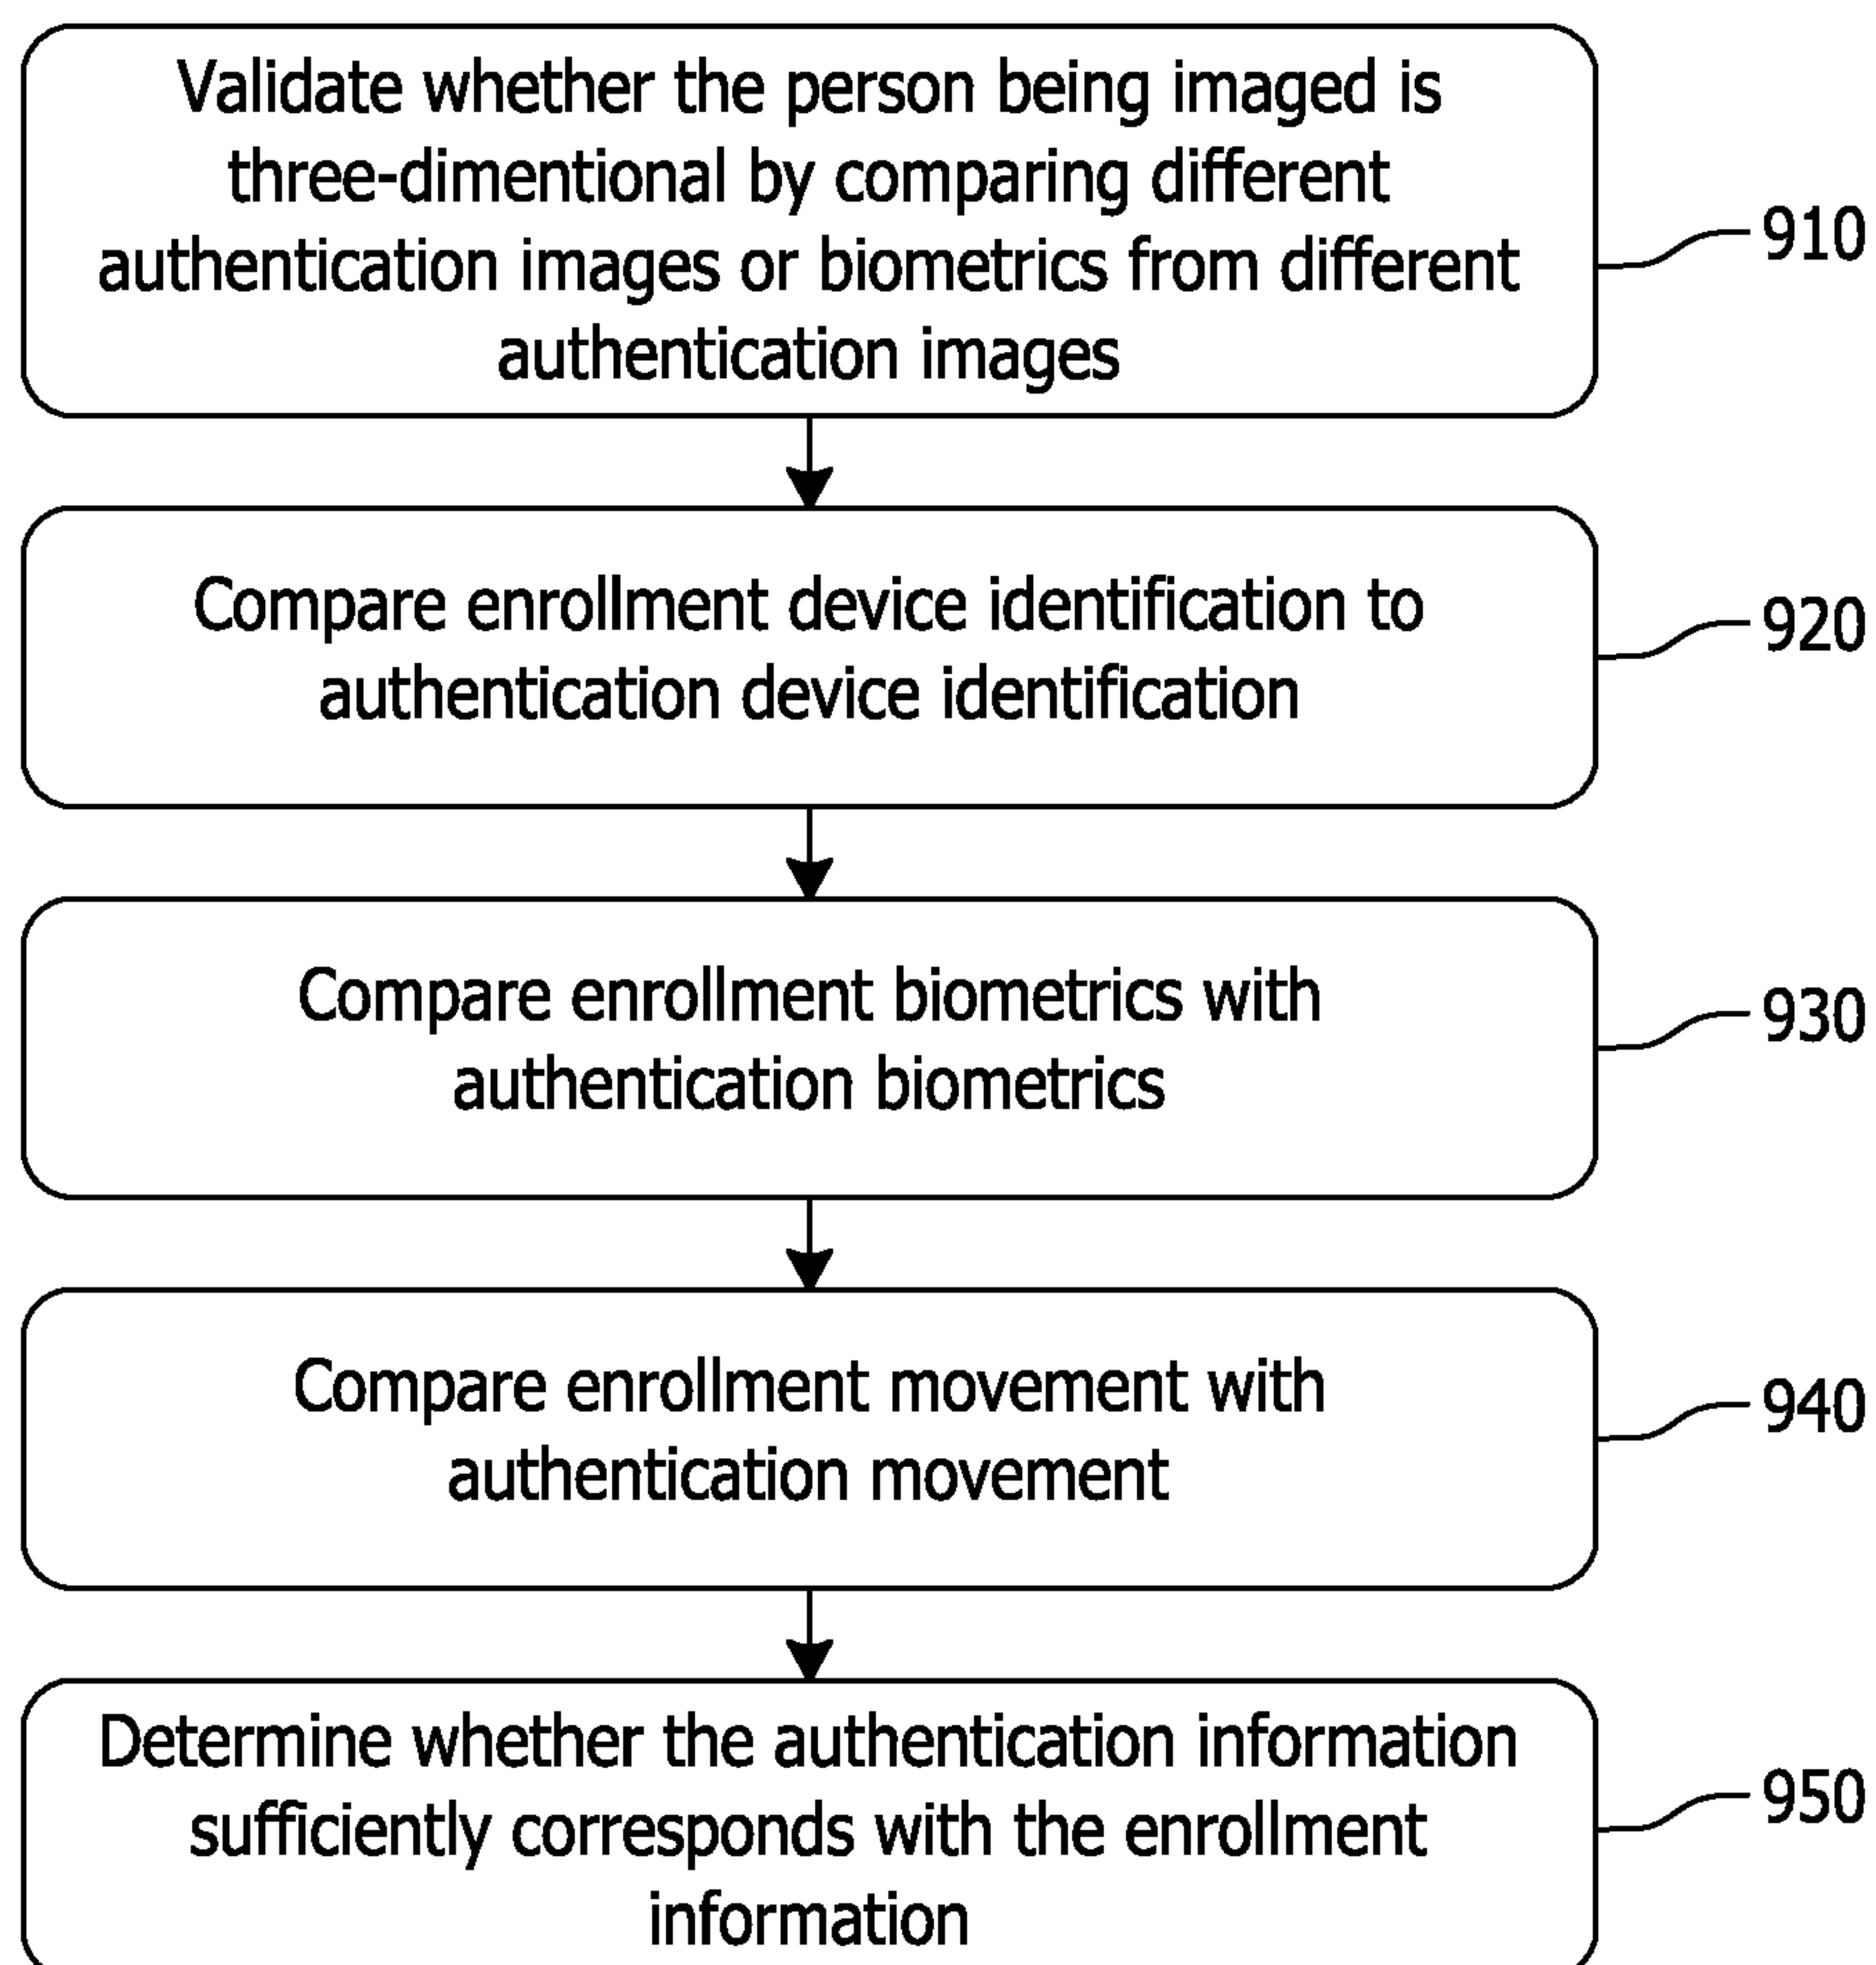 Validate whether the person being imaged is
three-dimentional by comparing different
authentication images or biometrics from different
authentication images
910
Compare enrollment device identification to
authentication device identification
920
Compare enrollment biometrics with
authentication biometrics
930
Compare enrollment movement with
authentication movement
940
Determine whether the authentication information
sufficiently corresponds with the enrollment
information
950